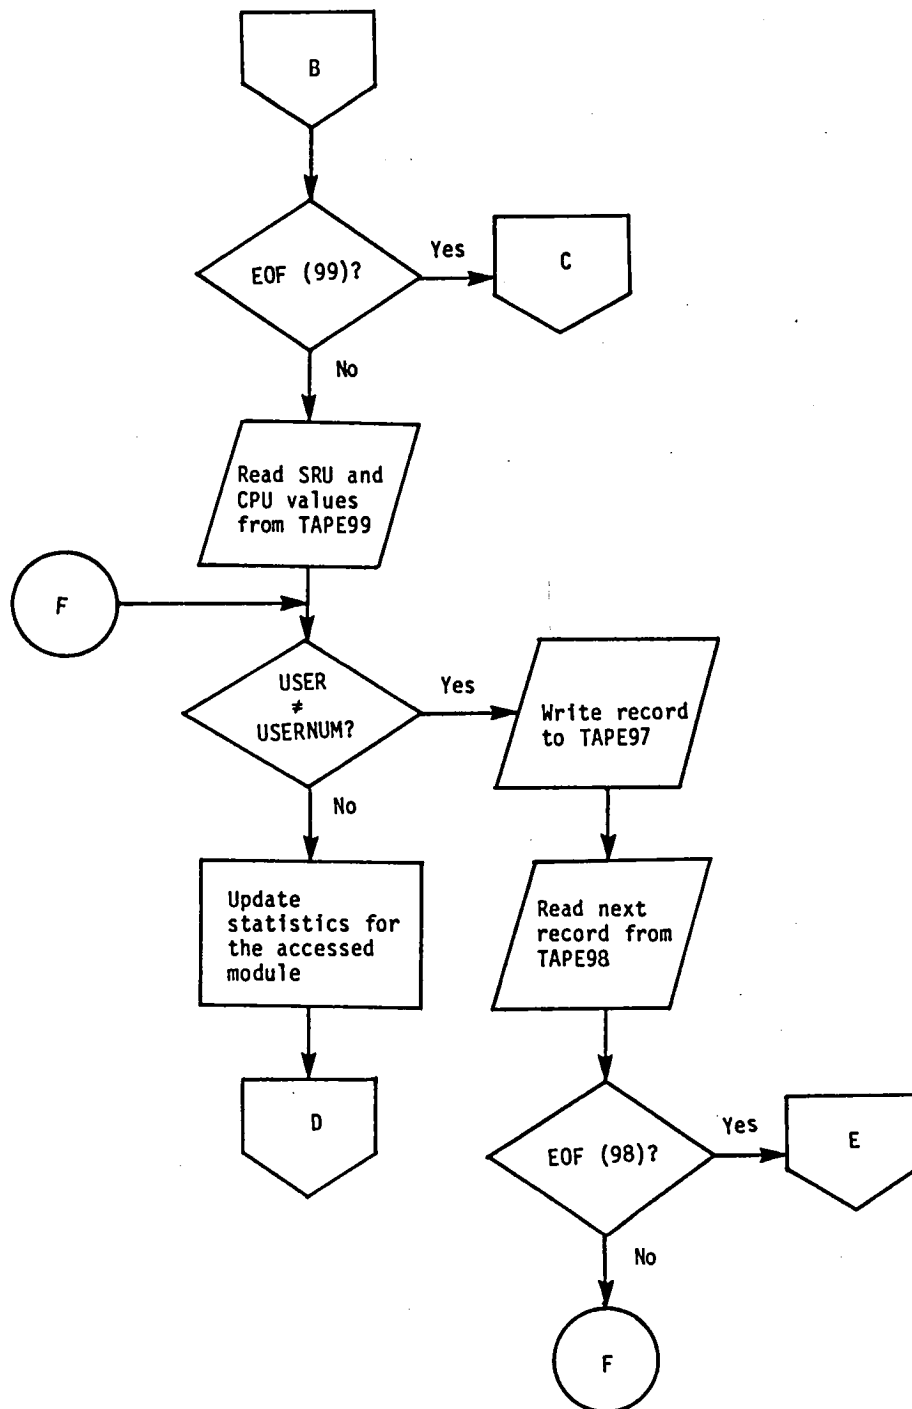 B
EOF (99)?
Yes
C
No
Read SRU and
CPU values
from TAPE99
F
USER
≠
USERNUM?
Yes
Write record
to TAPE97
No
Update
statistics for
the accessed
module
Read next
record from
TAPE98
D
EOF (98)?
Yes
E
No
F